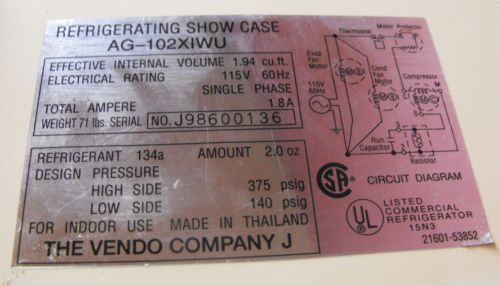 REFRIGERATING SHOW CASE
AG-102XIWU
EFFECTIVE INTERNAL VOLUME 1.94 cu.ft.
ELECTRICAL RATING 115V 60Hz
SINGLE PHASE
TOTAL AMPERE 1.8A
WEIGHT 71 lbs. SERIAL NO.J98600136
REFRIGERANT 134a AMOUNT 2.0 oz
DESIGN PRESSURE
HIGH SIDE 375 psig
LOW SIDE 140 psig
FOR INDOOR USE MADE IN THAILAND
THE VENDO COMPANY J
Thermostat Motor Protector
Evap. Fan Motor
Cond. Fan Motor
Compressor
115V 60Hz
C M
S
Run Capacitor
Resistor
SA CIRCUIT DIAGRAM
UL LISTED
COMMERCIAL
REFRIGERATOR
15N3
21601-53852